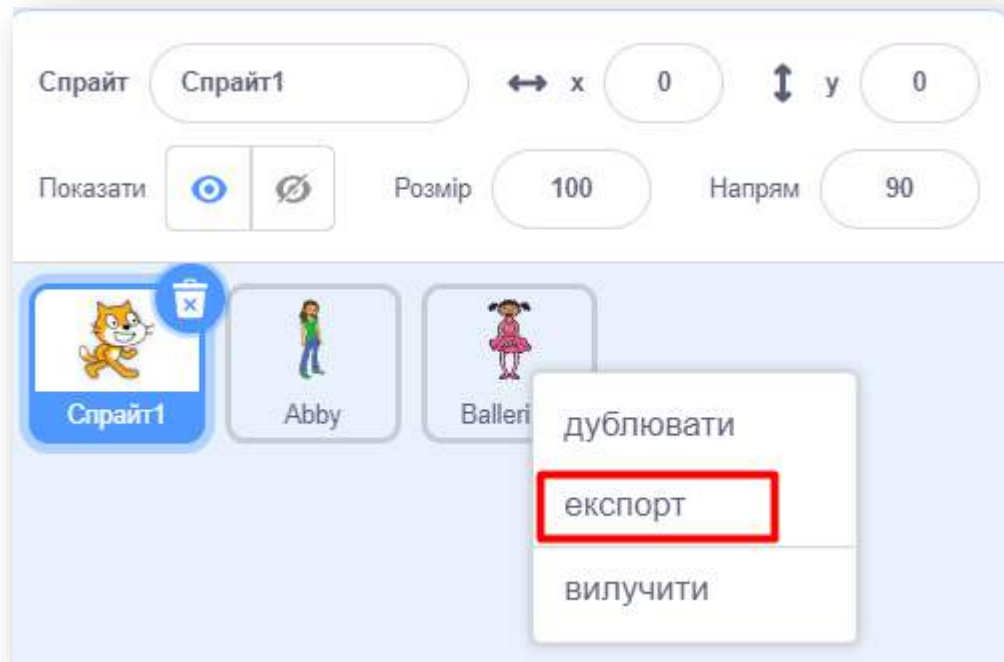 Спрайт Спрайт1 x 0 y 0
Показати Розмір 100 Напрям 90
Спрайт1 Abby Balleri
дублювати
експорт
вилучити